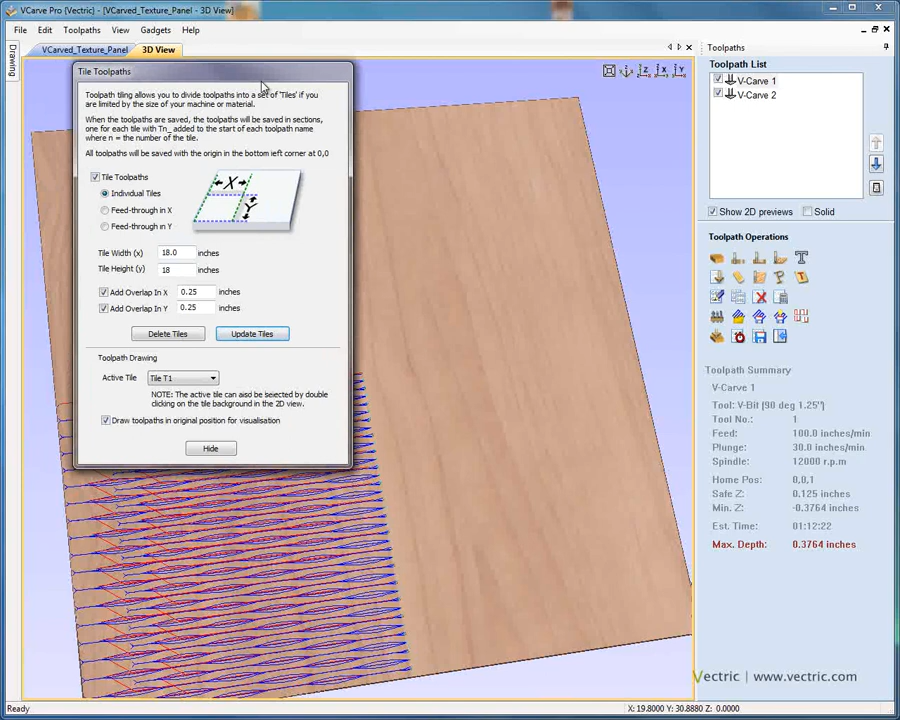 VCarve Pro {Vectric} - [VCarved_Texture_Panel - 3D View]
File Edit Toolpaths View Gadgets Help
Drawing
VCarved_Texture_Panel 3D View
Tile Toolpaths
Toolpath tiling allows you to divide toolpaths into a set of 'Tiles' if you
are limited by the size of your machine or material.
When the toolpaths are saved, the toolpaths will be saved in sections,
one for each tile with Tn_ added to the start of each toolpath name
where n = the number of the tile.
All toolpaths will be saved with the origin in the bottom left corner at 0,0
Tile Toolpaths
Individual Tiles
Feed-through in X
Feed-through in Y
X
Y
Tile Width (x) 18.0 inches
Tile Height (y) 18 inches
Add Overlap In X 0.25 inches
Add Overlap In Y 0.25 inches
Delete Tiles Update Tiles
Toolpath Drawing
Active Tile Tile T1
NOTE: The active tile can alsd be selected by double
clicking on the tile background in the 2D view.
Draw toolpaths in original position for visualisation
Hide
Toolpaths
Toolpath List
V-Carve 1
V-Carve 2
Show 2D previews Solid
Toolpath Operations
Toolpath Summary
V-Carve 1
Tool: V-Bit (90 deg 1.25")
Tool No.: 1
Feed: 100.0 inches/min
Plunge: 30.0 inches/min
Spindle: 12000 r.p.m
Home Pos: 0,0,1
Safe Z: 0.125 inches
Min. Z: -0.3764 inches
Est. Time: 01:12:22
Max. Depth: 0.3764 inches
Vectric | www.vectric.com
Ready
X: 19.8000 Y: 30.8880 Z: 0.0000